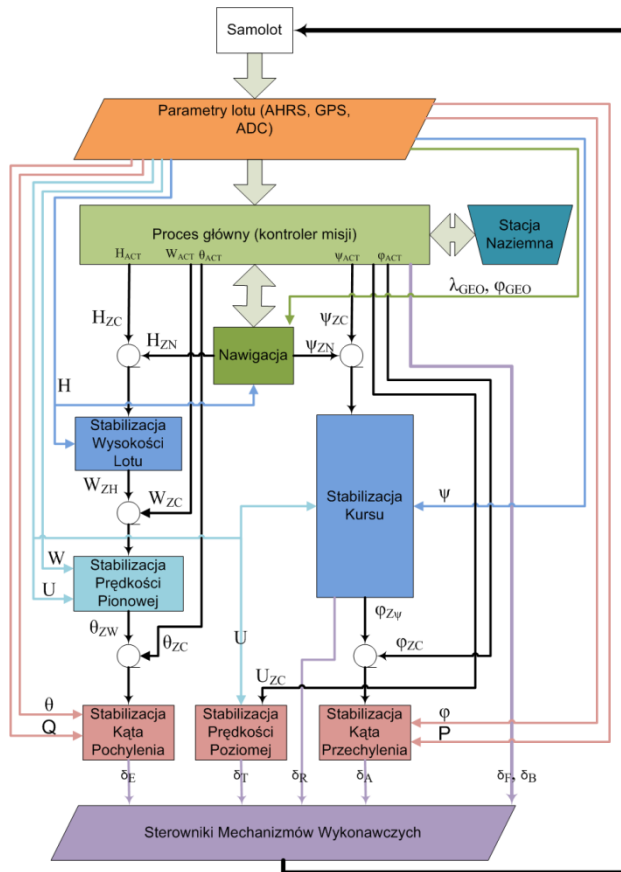 Samolot
Parametry lotu (AHRS, GPS,
ADC)
Proces główny (kontroler misji)
H_ACT W_ACT θ_ACT ψ_ACT φ_ACT
Stacja
Naziemna
λ_GEO, φ_GEO
H_ZC
ψ_ZC
H_ZN
Nawigacja
ψ_ZN
H
Stabilizacja
Wysokości
Lotu
Stabilizacja
Kursu
ψ
W_ZH
W_ZC
W
U
Stabilizacja
Prędkości
Pionowej
θ_ZW
θ_ZC
U
φ_Zψ
φ_ZC
U_ZC
θ
Q
Stabilizacja
Kąta
Pochylenia
Stabilizacja
Prędkości
Poziomej
Stabilizacja
Kąta
Przechylenia
φ
P
δ_E δ_T δ_R δ_A δ_F, δ_B
Sterowniki Mechanizmów Wykonawczych